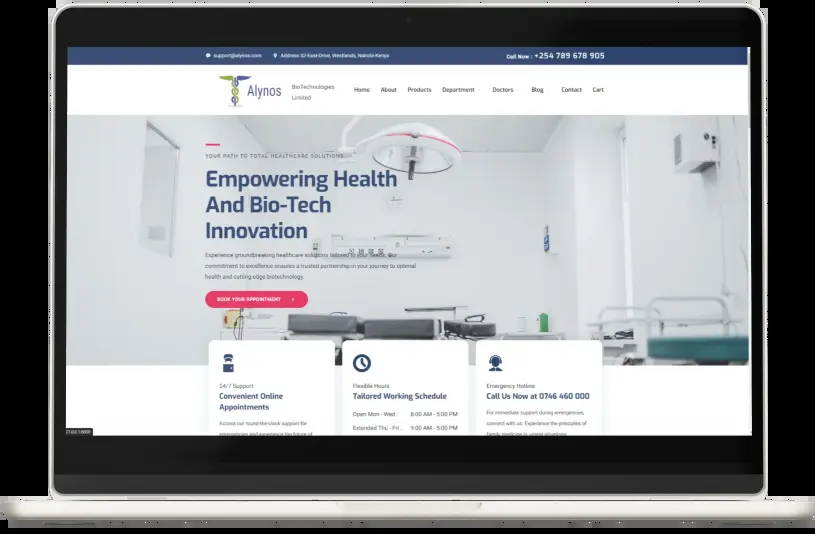 support@alynos.com Address 32-East-Drive, Westlands, Nairobi-Kenya Call Now : +254 789 678 905
Alynos
BioTechnologies
Limited
Home About Products Department Doctors Blog Contact Cart
YOUR PATH TO TOTAL HEALTHCARE SOLUTIONS
Empowering Health
And Bio-Tech
Innovation
Experience groundbreaking healthcare solutions tailored to your needs. Our
commitment to excellence ensures a trusted partnership in your journey to optimal
health and cutting-edge biotechnology.
BOOK YOUR APPOINTMENT
24/7 Support
Convenient Online
Appointments
Access our round-the-clock support for
emergencies and experience the future of
Flexible Hours
Tailored Working Schedule
Open Mon - Wed : 8:00 AM - 5:00 PM
Extended Thu - Fri : 9:00 AM - 5:00 PM
Emergency Hotline
Call Us Now at 0746 460 000
For immediate support during emergencies,
connect with us. Experience the principles of
family medicine in urgent situations.